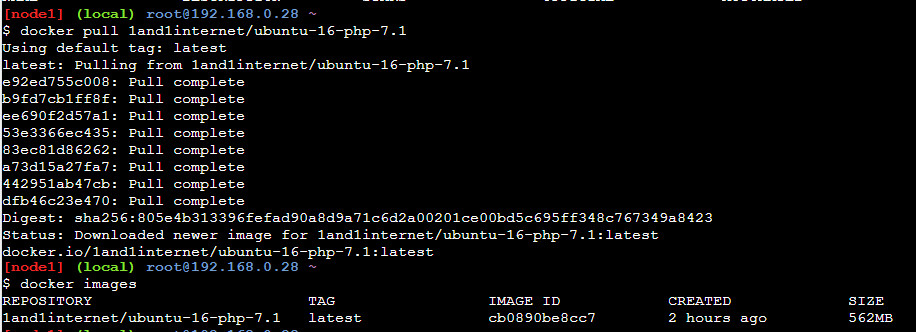 [node1] (local) root@192.168.0.28 ~
$ docker pull 1and1internet/ubuntu-16-php-7.1
Using default tag: latest
latest: Pulling from 1and1internet/ubuntu-16-php-7.1
e92ed755c008: Pull complete
b9fd7cb1ff8f: Pull complete
ee690f2d57a1: Pull complete
53e3366ec435: Pull complete
83ec81d86262: Pull complete
a73d15a27fa7: Pull complete
442951ab47cb: Pull complete
dfb46c23e470: Pull complete
Digest: sha256:805e4b313396fefad90a8d9a71c6d2a00201ce00bd5c695ff348c767349a8423
Status: Downloaded newer image for 1and1internet/ubuntu-16-php-7.1:latest
docker.io/1and1internet/ubuntu-16-php-7.1:latest
[node1] (local) root@192.168.0.28 ~
$ docker images
REPOSITORY TAG IMAGE ID CREATED SIZE
1and1internet/ubuntu-16-php-7.1 latest cb0890be8cc7 2 hours ago 562MB